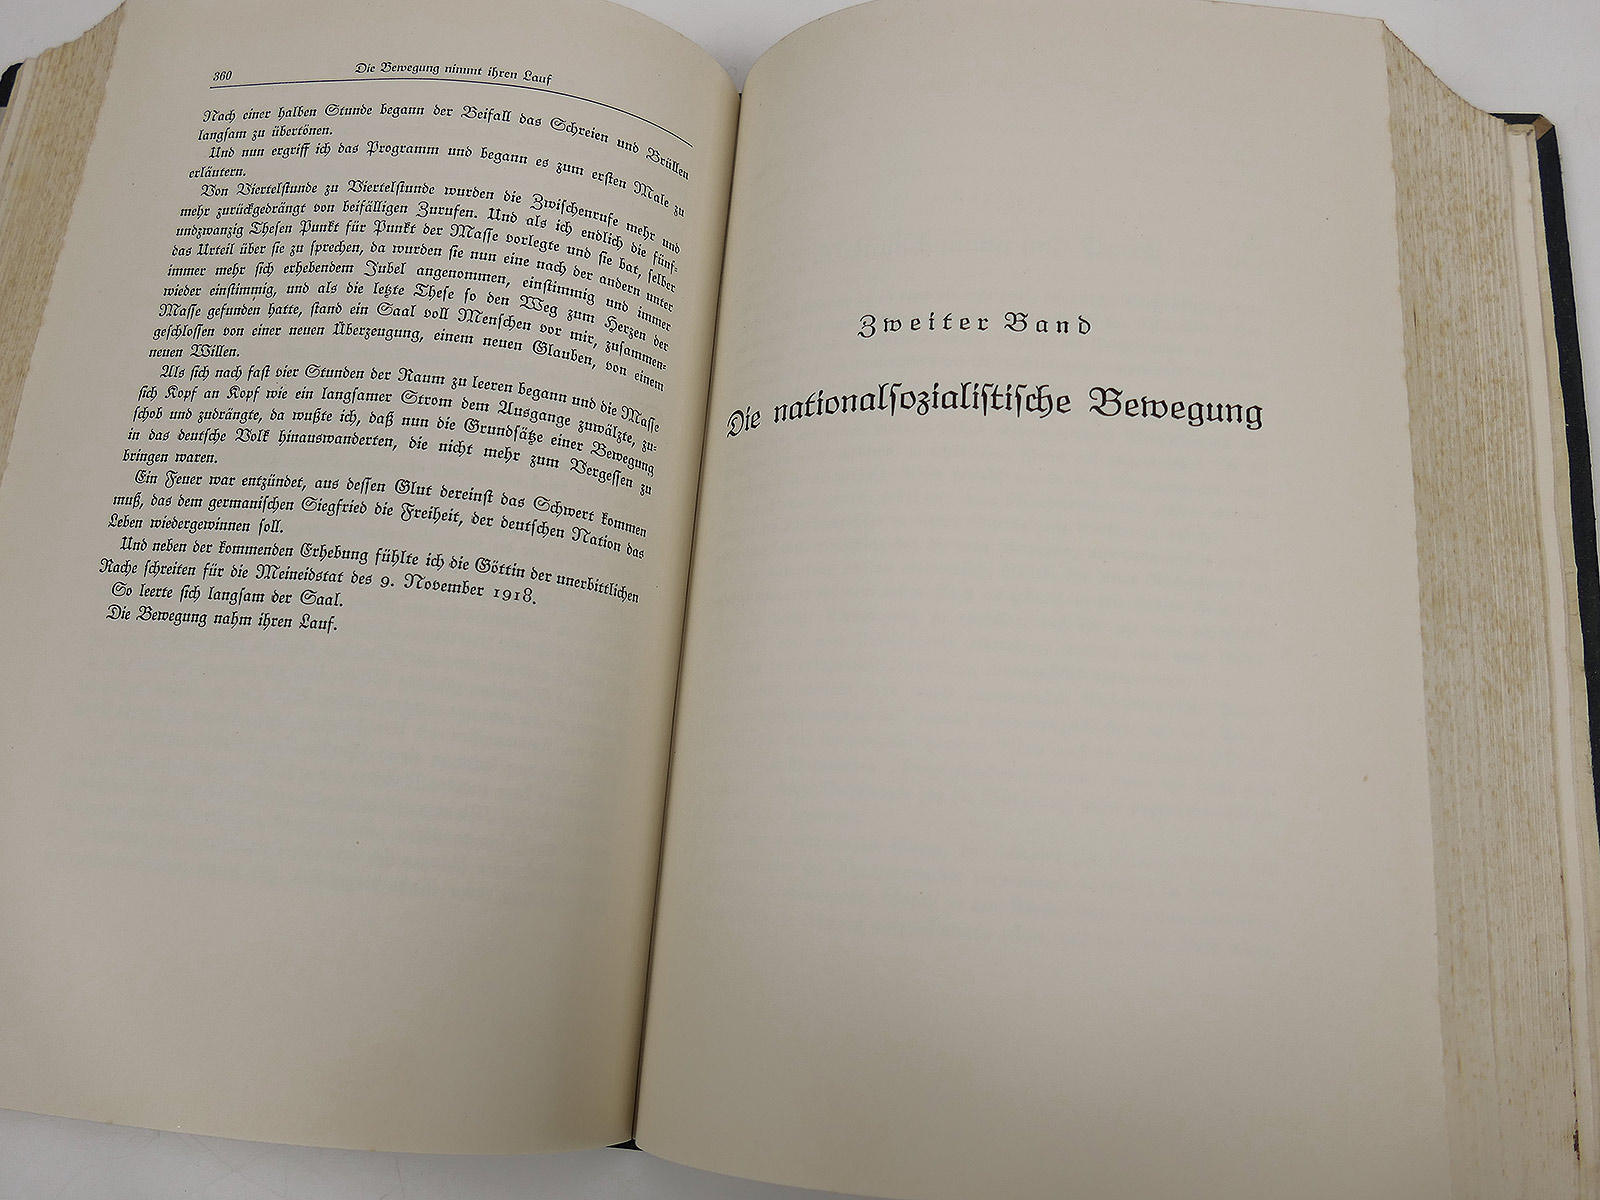 360
Die Bewegung nimmt ihren Lauf
Nach einer halben Stunde begann der Beifall das Schreien und Brüllen
langsam zu übertönen.
Und nun ergriff ich das Programm und begann es zum ersten Male zu
erläutern.
Von Viertelstunde zu Viertelstunde wurden die Zwischenrufe mehr und
mehr zurückgedrängt von beifälligen Zurufen. Und als ich endlich die fünf-
undzwanzig Thesen Punkt für Punkt der Masse vorlegte und sie bat, selber
das Urteil über sie zu sprechen, da wurden sie nun eine nach der andern unter
immer mehr sich erhebendem Jubel angenommen, einstimmig und immer
wieder einstimmig, und als die letzte These so den Weg zum Herzen der
Masse gefunden hatte, stand ein Saal voll Menschen vor mir, zusammen-
geschlossen von einer neuen Überzeugung, einem neuen Glauben, von einem
neuen Willen.
Als sich nach fast vier Stunden der Raum zu leeren begann und die Masse
sich Kopf an Kopf wie ein langsamer Strom dem Ausgange zuwälzte, zu-
schob und zudrängte, da wußte ich, daß nun die Grundsätze einer Bewegung
in das deutsche Volk hinauswanderten, die nicht mehr zum Vergessen zu
bringen waren.
Ein Feuer war entzündet, aus dessen Glut dereinst das Schwert kommen
muß, das dem germanischen Siegfried die Freiheit, der deutschen Nation das
Leben wiedergewinnen soll.
Und neben der kommenden Erhebung fühlte ich die Göttin der unerbittlichen
Rache schreiten für die Meineidstat des 9. November 1918.
So leerte sich langsam der Saal.
Die Bewegung nahm ihren Lauf.
Zweiter Band
Die nationalsozialistische Bewegung